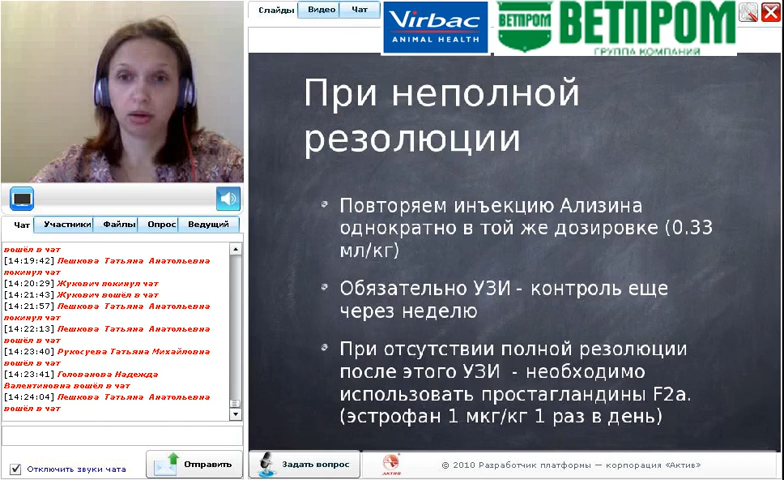 Слайды Видео Чат
Virbac
ANIMAL HEALTH
ВЕТПРОМ
ВЕТПРОМ
ГРУППА КОМПАНИЙ
При неполной
резолюции
Повторяем инъекцию Ализина
однократно в той же дозировке (0.33
мл/кг)
Обязательно УЗИ - контроль еще
через неделю
При отсутствии полной резолюции
после этого УЗИ - необходимо
использовать простагландины F2a.
(эстрофан 1 мкг/кг 1 раз в день)
Чат Участники Файлы Опрос Ведущий
вошёл в чат
[14:19:42] Пешкова Татьяна Анатольевна
покинул чат
[14:20:29] Жукович покинул чат
[14:21:43] Жукович вошёл в чат
[14:21:57] Пешкова Татьяна Анатольевна
покинул чат
[14:22:13] Пешкова Татьяна Анатольевна
вошёл в чат
[14:23:40] Рукосуева Татьяна Михайловна
вошёл в чат
[14:23:41] Голованова Надежда
Валентиновна вошёл в чат
[14:24:04] Пешкова Татьяна Анатольевна
вошёл в чат
Отключить звуки чата
Отправить
Задать вопрос
АКТИВ
© 2010 Разработчик платформы — корпорация «Актив»